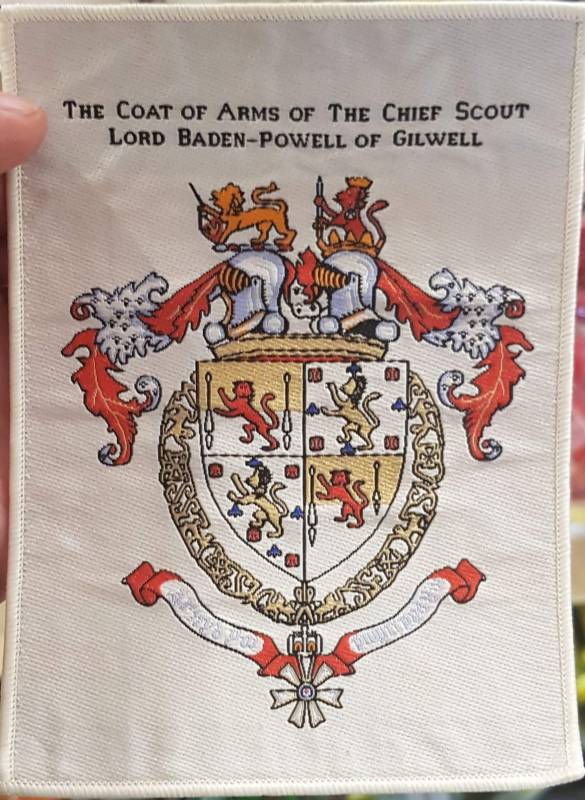 THE COAT OF ARMS OF THE CHIEF SCOUT
LORD BADEN-POWELL OF GILWELL